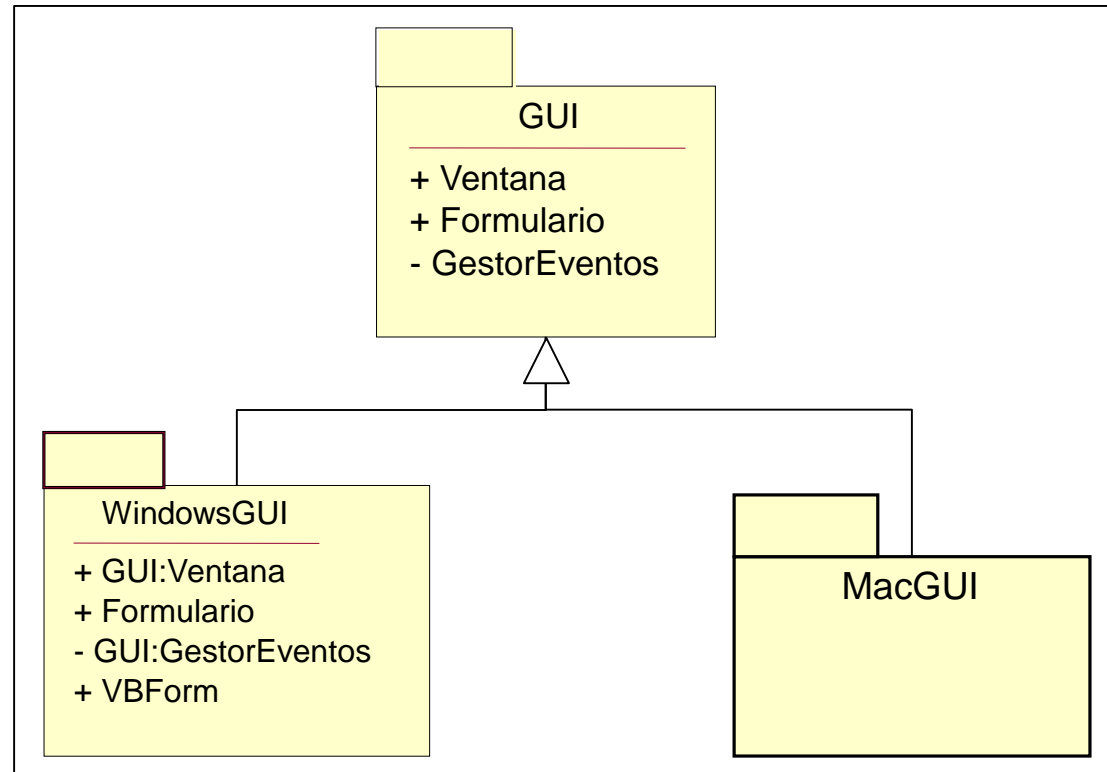 GUI
+ Ventana
+ Formulario
- GestorEventos
WindowsGUI
+ GUI:Ventana
+ Formulario
- GUI:GestorEventos
+ VBForm
MacGUI